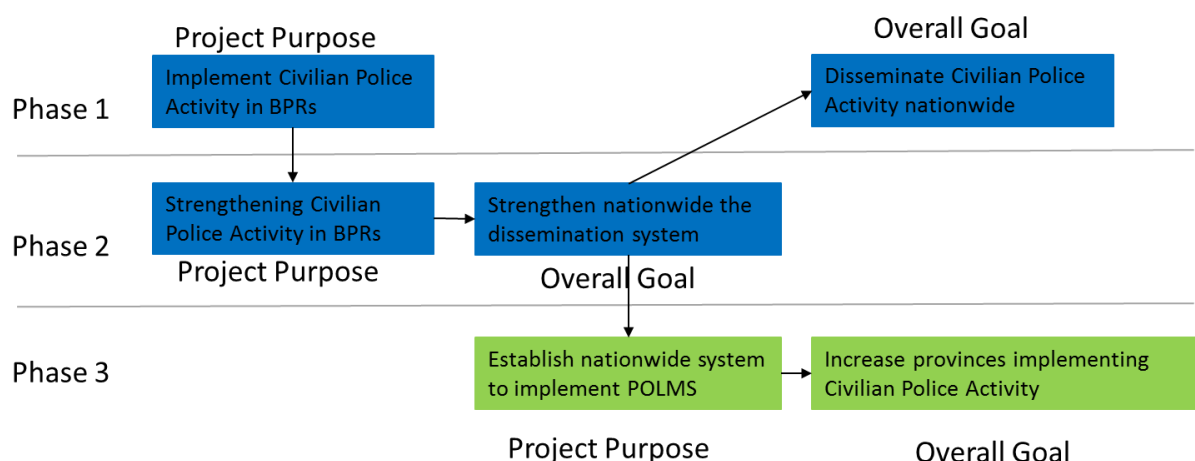 Project Purpose
Overall Goal
Phase 1
Implement Civilian Police
Activity in BPRs
Disseminate Civilian Police
Activity nationwide
Phase 2
Strengthening Civilian
Police Activity in BPRs
Strengthen nationwide the
dissemination system
Project Purpose
Overall Goal
Phase 3
Establish nationwide system
to implement POLMS
Increase provinces implementing
Civilian Police Activity
Project Purpose
Overall Goal